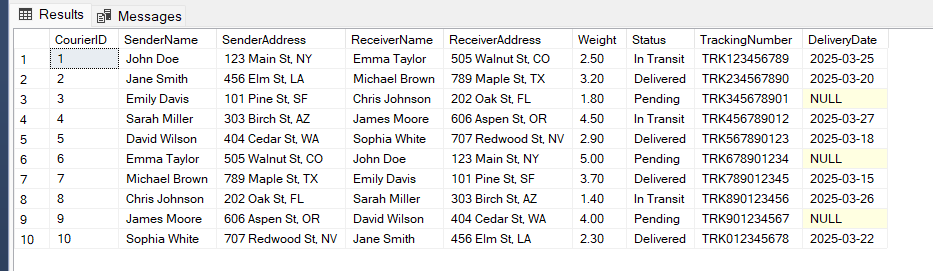 Results Messages
CourierID SenderName SenderAddress ReceiverName ReceiverAddress Weight Status TrackingNumber DeliveryDate
1 1 John Doe 123 Main St, NY Emma Taylor 505 Walnut St, CO 2.50 In Transit TRK123456789 2025-03-25
2 2 Jane Smith 456 Elm St, LA Michael Brown 789 Maple St, TX 3.20 Delivered TRK234567890 2025-03-20
3 3 Emily Davis 101 Pine St, SF Chris Johnson 202 Oak St, FL 1.80 Pending TRK345678901 NULL
4 4 Sarah Miller 303 Birch St, AZ James Moore 606 Aspen St, OR 4.50 In Transit TRK456789012 2025-03-27
5 5 David Wilson 404 Cedar St, WA Sophia White 707 Redwood St, NV 2.90 Delivered TRK567890123 2025-03-18
6 6 Emma Taylor 505 Walnut St, CO John Doe 123 Main St, NY 5.00 Pending TRK678901234 NULL
7 7 Michael Brown 789 Maple St, TX Emily Davis 101 Pine St, SF 3.70 Delivered TRK789012345 2025-03-15
8 8 Chris Johnson 202 Oak St, FL Sarah Miller 303 Birch St, AZ 1.40 In Transit TRK890123456 2025-03-26
9 9 James Moore 606 Aspen St, OR David Wilson 404 Cedar St, WA 4.00 Pending TRK901234567 NULL
10 10 Sophia White 707 Redwood St, NV Jane Smith 456 Elm St, LA 2.30 Delivered TRK012345678 2025-03-22